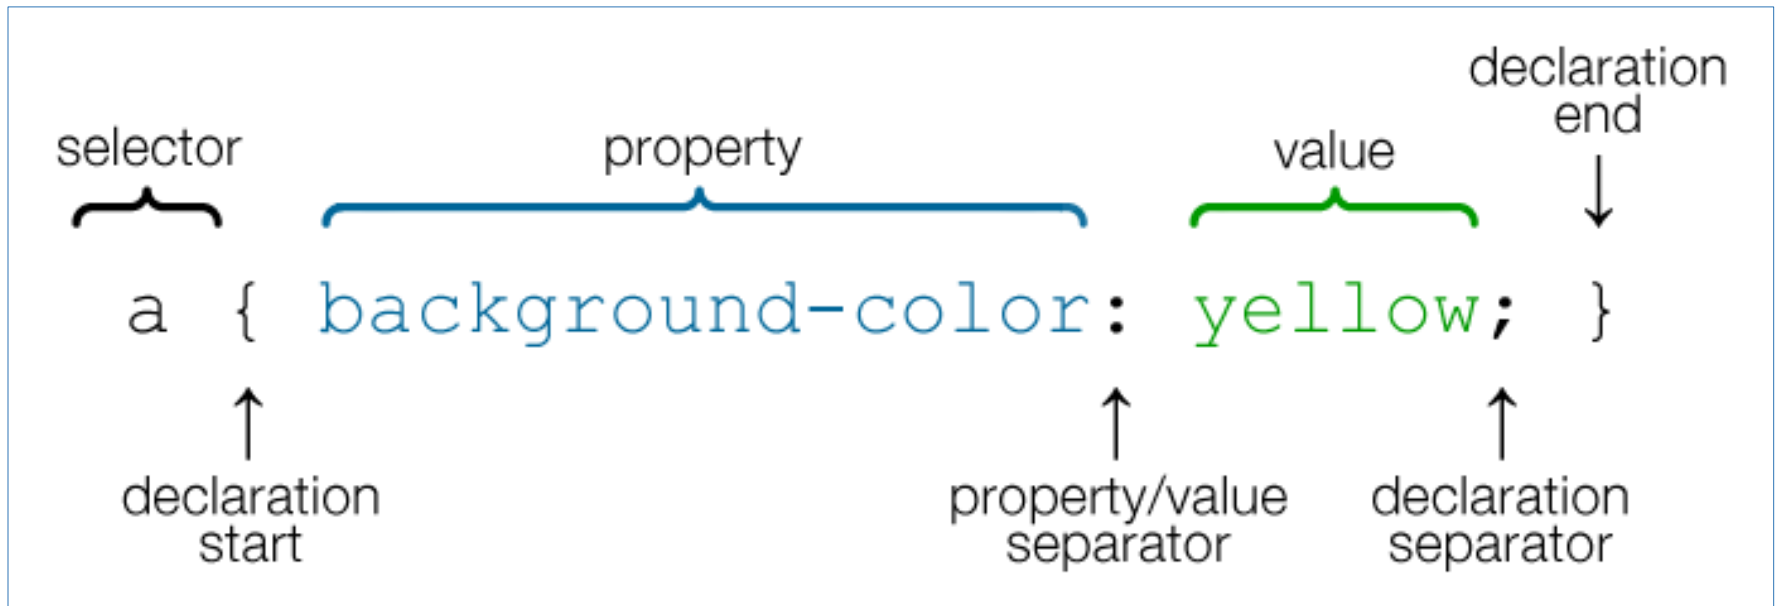 declaration
end
selector
property
value
a { background-color: yellow; }
declaration
start
property/value
separator
declaration
separator